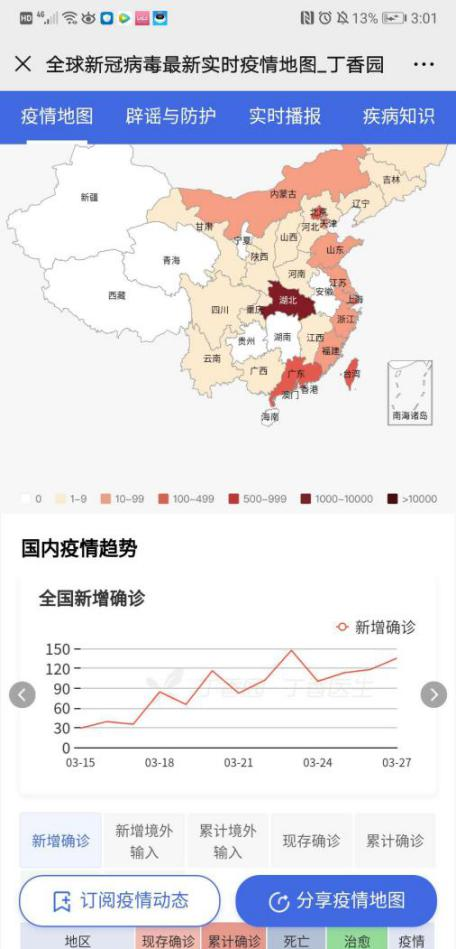 HD 4G 13% 3:01
全球新冠病毒最新实时疫情地图_丁香园
疫情地图 辟谣与防护 实时播报 疾病知识
新疆
吉林
内蒙古
辽宁
甘肃
北京
河北 天津
宁夏
山西
山东
青海
陕西
河南
江苏
西藏
安徽
上海
四川
重庆
湖北
浙江
贵州
湖南
江西
福建
云南
广西
广东
台湾
香港
澳门
海南
南海诸岛
0 1-9 10-99 100-499 500-999 1000-10000 >10000
国内疫情趋势
全国新增确诊
新增确诊
150
120
90
60
30
0
丁香园 丁香医生
03-15 03-18 03-21 03-24 03-27
新增确诊
新增境外输入
累计境外输入
现存确诊
累计确诊
订阅疫情动态 分享疫情地图
地区 现存确诊 累计确诊 死亡 治愈 疫情